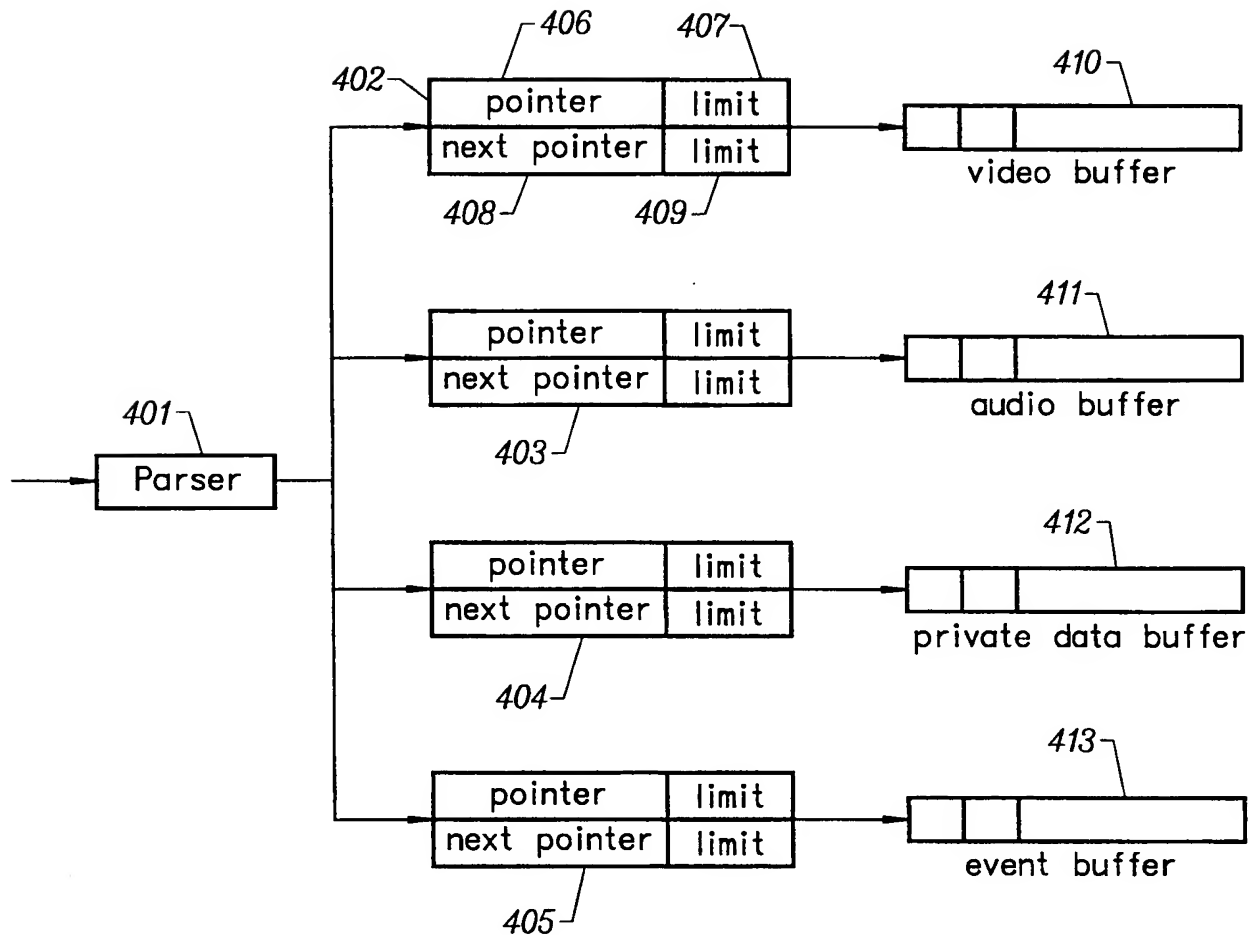 406
407
402
410
pointer limit
next pointer limit
video buffer
408
409
411
pointer limit
next pointer limit
audio buffer
401
403
Parser
412
pointer limit
next pointer limit
private data buffer
404
413
pointer limit
next pointer limit
event buffer
405